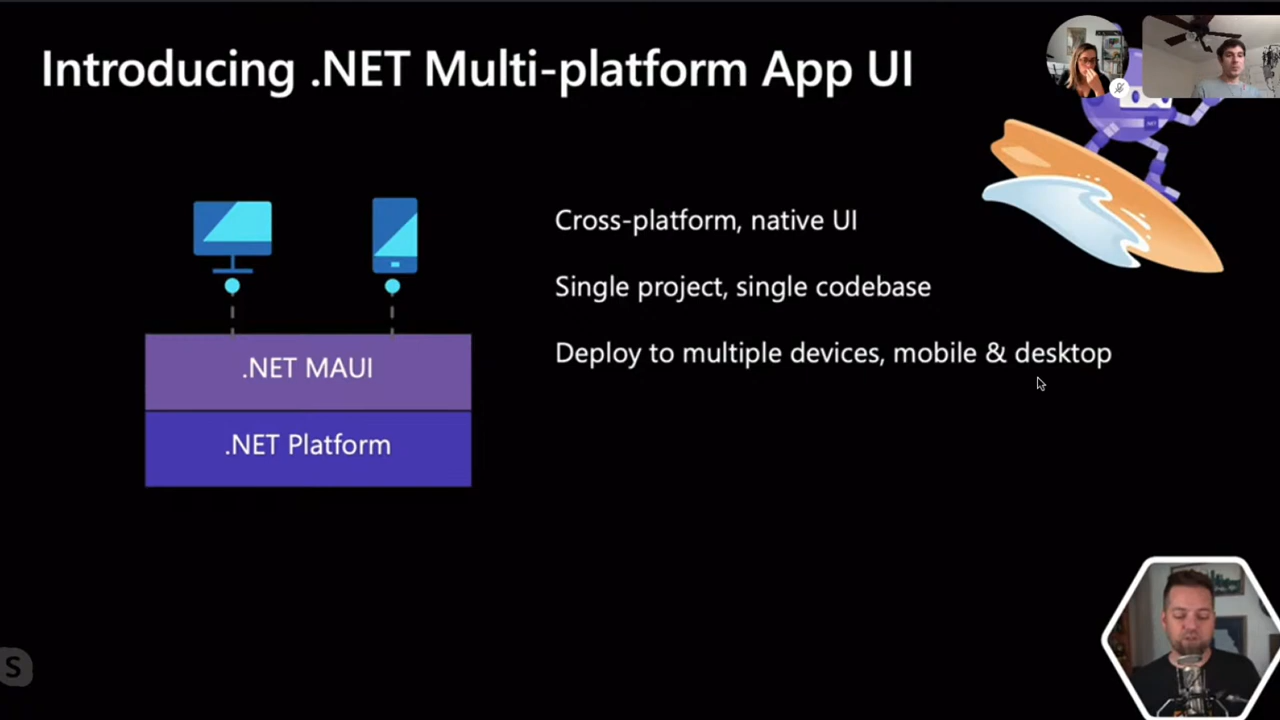 Introducing .NET Multi-platform App UI
Cross-platform, native UI
Single project, single codebase
Deploy to multiple devices, mobile & desktop
.NET MAUI
.NET Platform
.NET
S